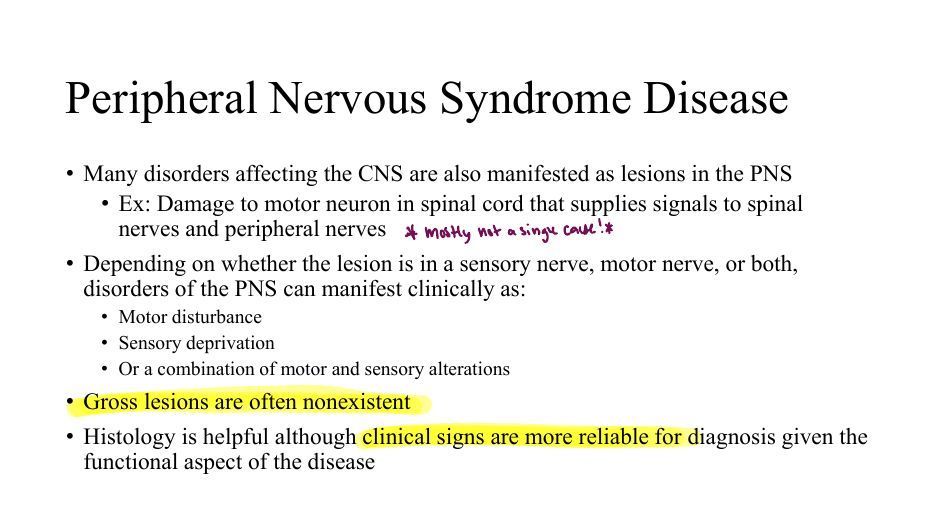 Peripheral Nervous Syndrome Disease
• Many disorders affecting the CNS are also manifested as lesions in the PNS
• Ex: Damage to motor neuron in spinal cord that supplies signals to spinal
nerves and peripheral nerves * mostly not a single cause! *
• Depending on whether the lesion is in a sensory nerve, motor nerve, or both,
disorders of the PNS can manifest clinically as:
• Motor disturbance
• Sensory deprivation
• Or a combination of motor and sensory alterations
• Gross lesions are often nonexistent
• Histology is helpful although clinical signs are more reliable for diagnosis given the
functional aspect of the disease